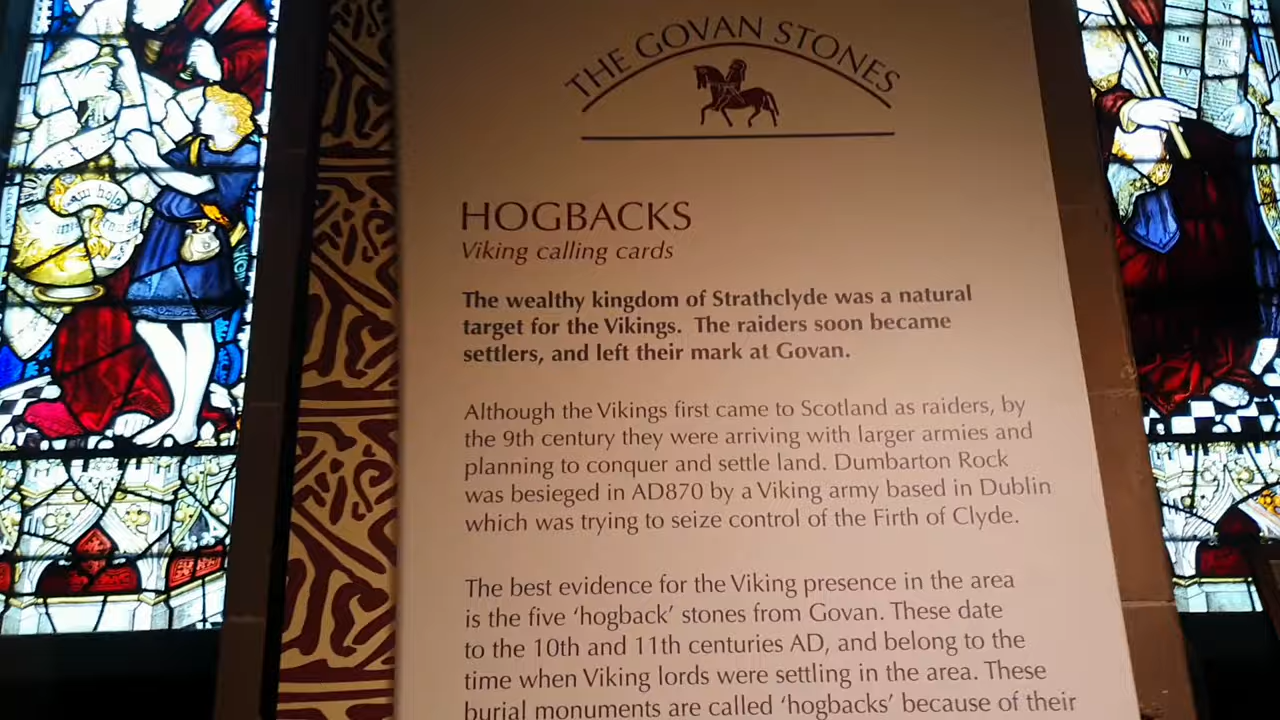 THE GOVAN STONES
HOGBACKS
Viking calling cards
The wealthy kingdom of Strathclyde was a natural
target for the Vikings. The raiders soon became
settlers, and left their mark at Govan.
Although the Vikings first came to Scotland as raiders, by
the 9th century they were arriving with larger armies and
planning to conquer and settle land. Dumbarton Rock
was besieged in AD870 by a Viking army based in Dublin
which was trying to seize control of the Firth of Clyde.
The best evidence for the Viking presence in the area
is the five ‘hogback’ stones from Govan. These date
to the 10th and 11th centuries AD, and belong to the
time when Viking lords were settling in the area. These
burial monuments are called ‘hogbacks’ because of their
III
IV